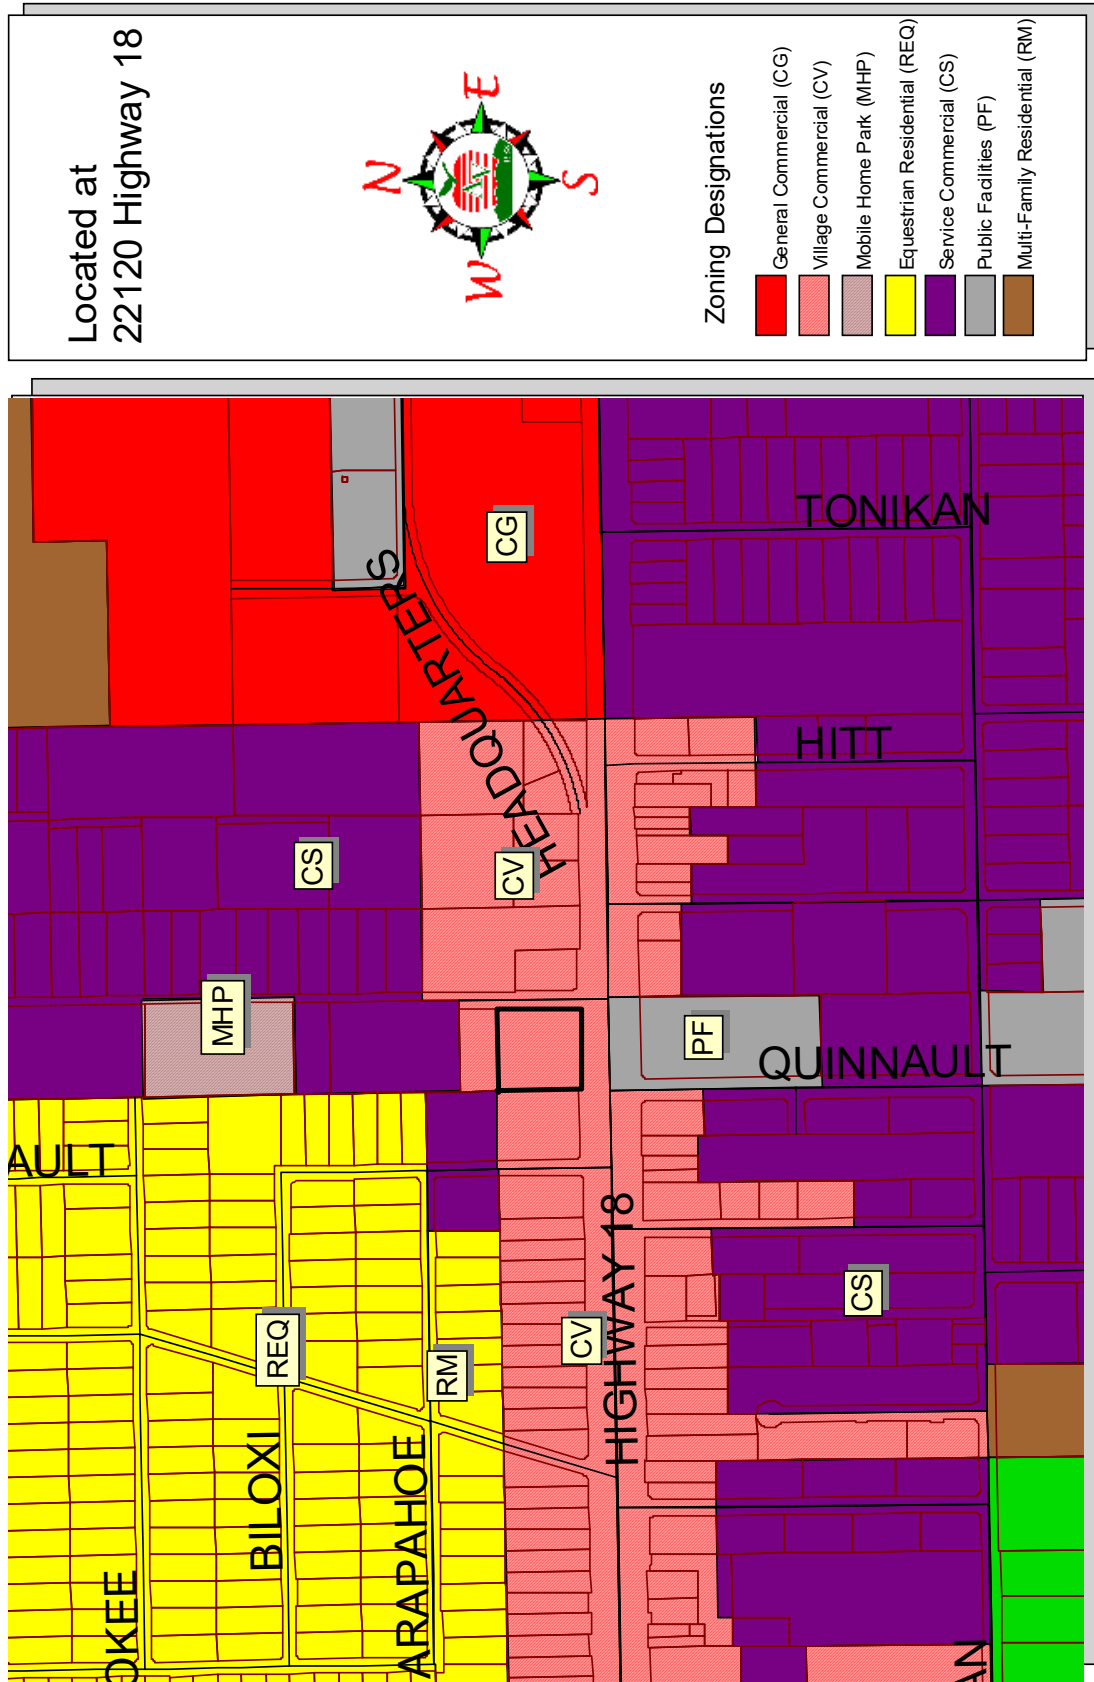 Located at
22120 Highway 18
N
W
E
S
Zoning Designations
General Commercial (CG)
Village Commercial (CV)
Mobile Home Park (MHP)
Equestrian Residential (REQ)
Service Commercial (CS)
Public Facilities (PF)
Multi-Family Residential (RM)
TONIKAN
CG
HEADQUARTERS
HITT
CS
CV
MHP
PF
QUINNAULT
AULT
HIGHWAY 18
CS
REQ
CV
RM
BILOXI
ARAPAHOE
OKEE
AN